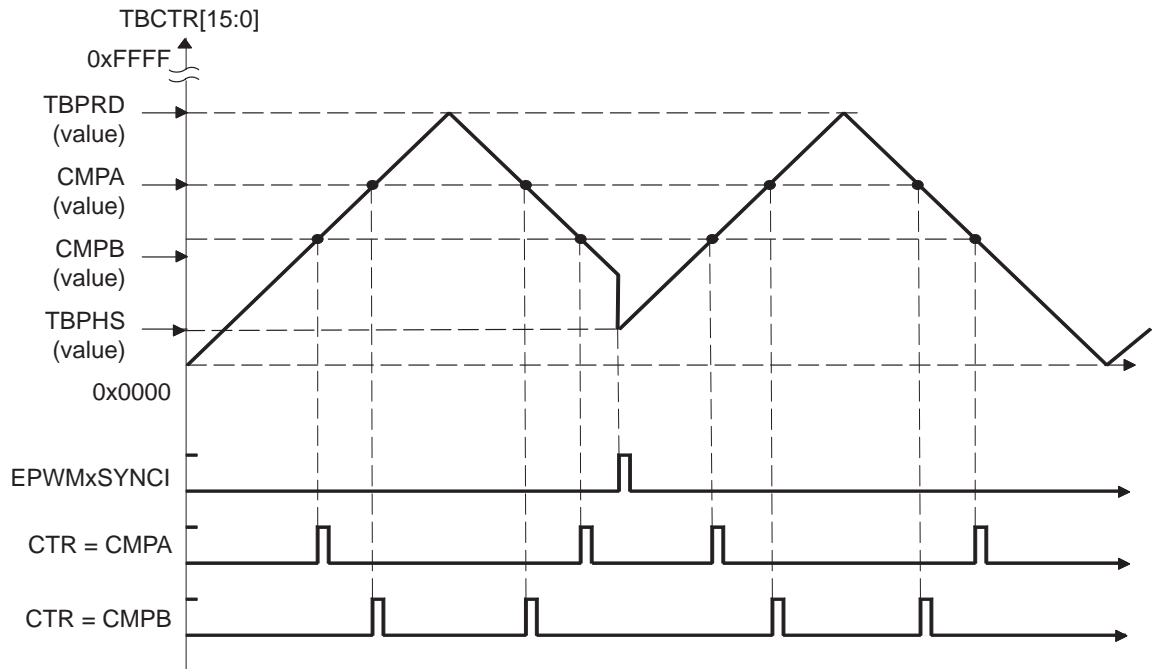 TBCTR[15:0]
0xFFFF
TBPRD
(value)
CMPA
(value)
CMPB
(value)
TBPHS
(value)
0x0000
EPWMxSYNCI
CTR = CMPA
CTR = CMPB